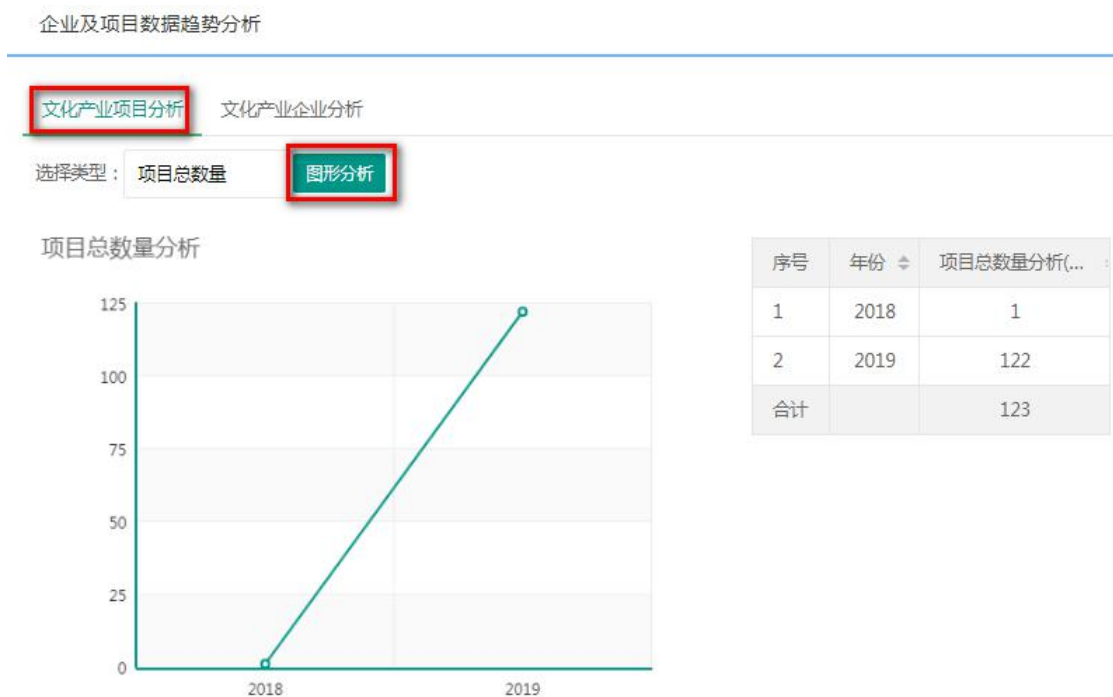 企业及项目数据趋势分析
文化产业项目分析 文化产业企业分析
选择类型： 项目总数量 图形分析
项目总数量分析
125
100
75
50
25
0
2018 2019
序号 年份 项目总数量分析(...
1 2018 1
2 2019 122
合计 123